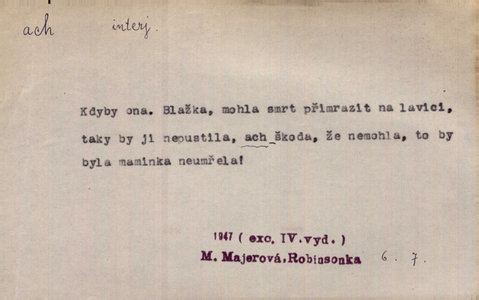 ach interj.
Kdyby ona. Blažka, mohla smrt přimrazit na lavici,
taky by ji nepustila, ach škoda, že nemohla, to by
byla maminka neumřela!
1947 ( exc. IV. vyd. )
M. Majerová, Robinsonka 6. 7.